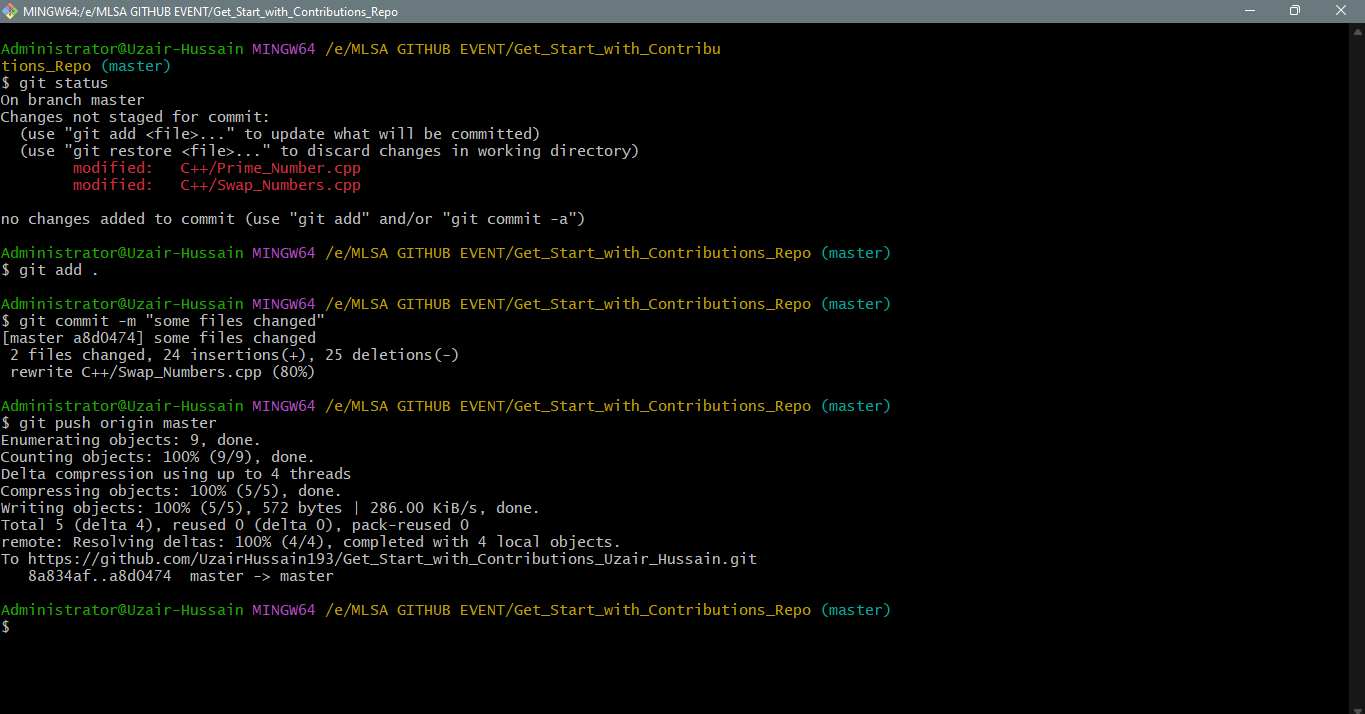 MINGW64:/e/MLSA GITHUB EVENT/Get_Start_with_Contributions_Repo
Administrator@Uzair-Hussain MINGW64 /e/MLSA GITHUB EVENT/Get_Start_with_Contribu
tions_Repo (master)
$ git status
On branch master
Changes not staged for commit:
  (use "git add <file>..." to update what will be committed)
  (use "git restore <file>..." to discard changes in working directory)
        modified:   C++/Prime_Number.cpp
        modified:   C++/Swap_Numbers.cpp
no changes added to commit (use "git add" and/or "git commit -a")
Administrator@Uzair-Hussain MINGW64 /e/MLSA GITHUB EVENT/Get_Start_with_Contributions_Repo (master)
$ git add .
Administrator@Uzair-Hussain MINGW64 /e/MLSA GITHUB EVENT/Get_Start_with_Contributions_Repo (master)
$ git commit -m "some files changed"
[master a8d0474] some files changed
 2 files changed, 24 insertions(+), 25 deletions(-)
 rewrite C++/Swap_Numbers.cpp (80%)
Administrator@Uzair-Hussain MINGW64 /e/MLSA GITHUB EVENT/Get_Start_with_Contributions_Repo (master)
$ git push origin master
Enumerating objects: 9, done.
Counting objects: 100% (9/9), done.
Delta compression using up to 4 threads
Compressing objects: 100% (5/5), done.
Writing objects: 100% (5/5), 572 bytes | 286.00 KiB/s, done.
Total 5 (delta 4), reused 0 (delta 0), pack-reused 0
remote: Resolving deltas: 100% (4/4), completed with 4 local objects.
To https://github.com/UzairHussain193/Get_Start_with_Contributions_Uzair_Hussain.git
   8a834af..a8d0474  master -> master
Administrator@Uzair-Hussain MINGW64 /e/MLSA GITHUB EVENT/Get_Start_with_Contributions_Repo (master)
$